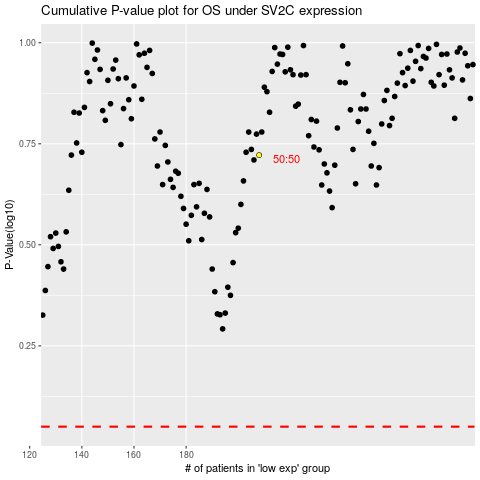 Cumulative P-value plot for OS under SV2C expression
P-Value(log10)
1.00
0.75
0.50
0.25
50:50
120 140 160 180
# of patients in 'low exp' group